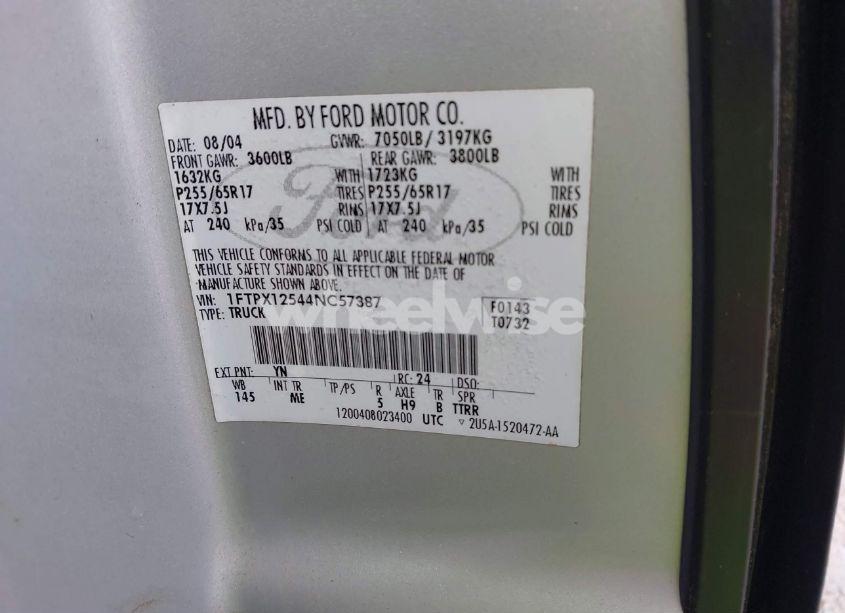 MFD. BY FORD MOTOR CO.
DATE: 08/04 GVWR: 7050LB / 3197KG
FRONT GAWR: 3600LB REAR GAWR: 3800LB
1632KG WITH 1723KG WITH
P255/65R17 TIRES P255/65R17 TIRES
17X7.5J RIMS 17X7.5J RIMS
AT 240 kPa/35 PSI COLD AT 240 kPa/35 PSI COLD
Ford
THIS VEHICLE CONFORMS TO ALL APPLICABLE FEDERAL MOTOR
VEHICLE SAFETY STANDARDS IN EFFECT ON THE DATE OF
MANUFACTURE SHOWN ABOVE.
VIN: 1FTPX12544NC57387 F0143
TYPE: TRUCK T0732
wheelwise
EXT PNT: YN RC: 24 DSO:
WB INT TR TP/PS R AXLE TR SPR
145 ME 5 H9 B TTRR
1200408023400 UTC ▽ 2U5A-1520472-AA